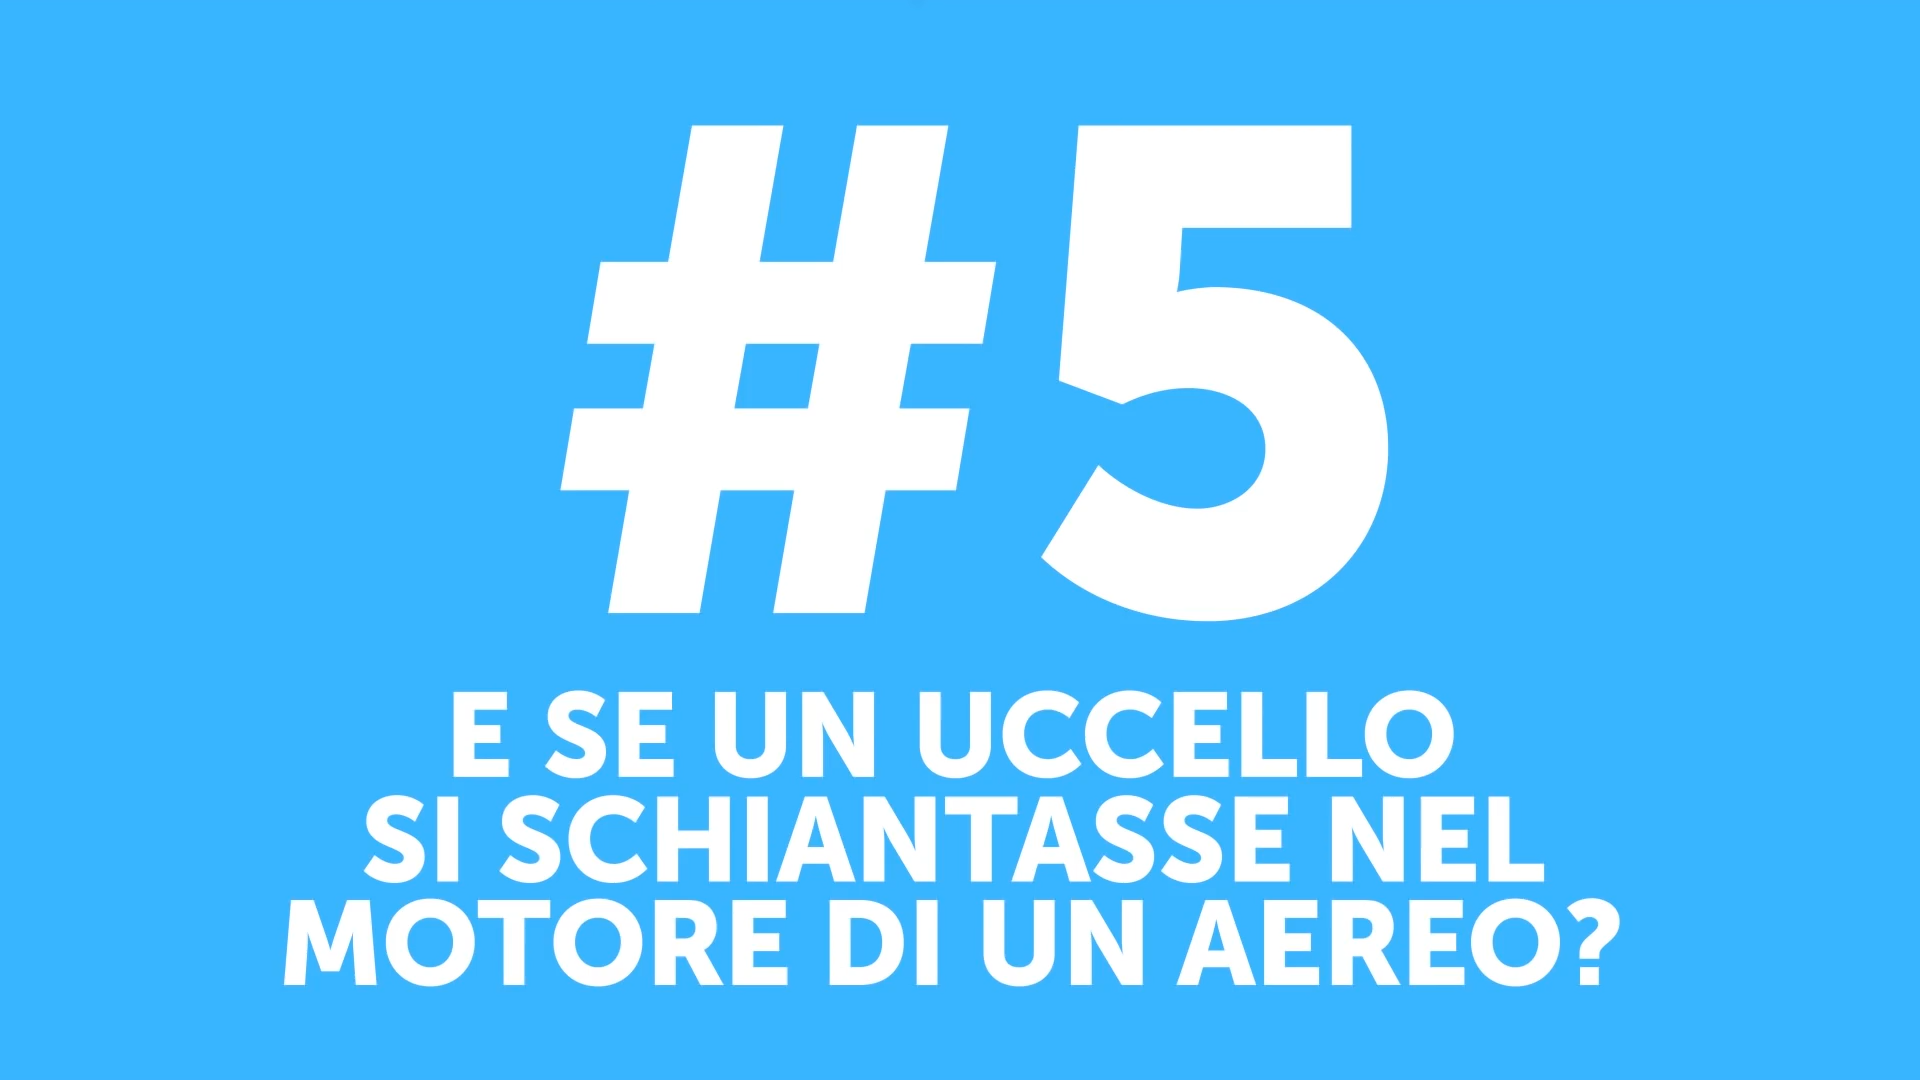 #5
E SE UN UCCELLO
SI SCHIANTASSE NEL
MOTORE DI UN AEREO?